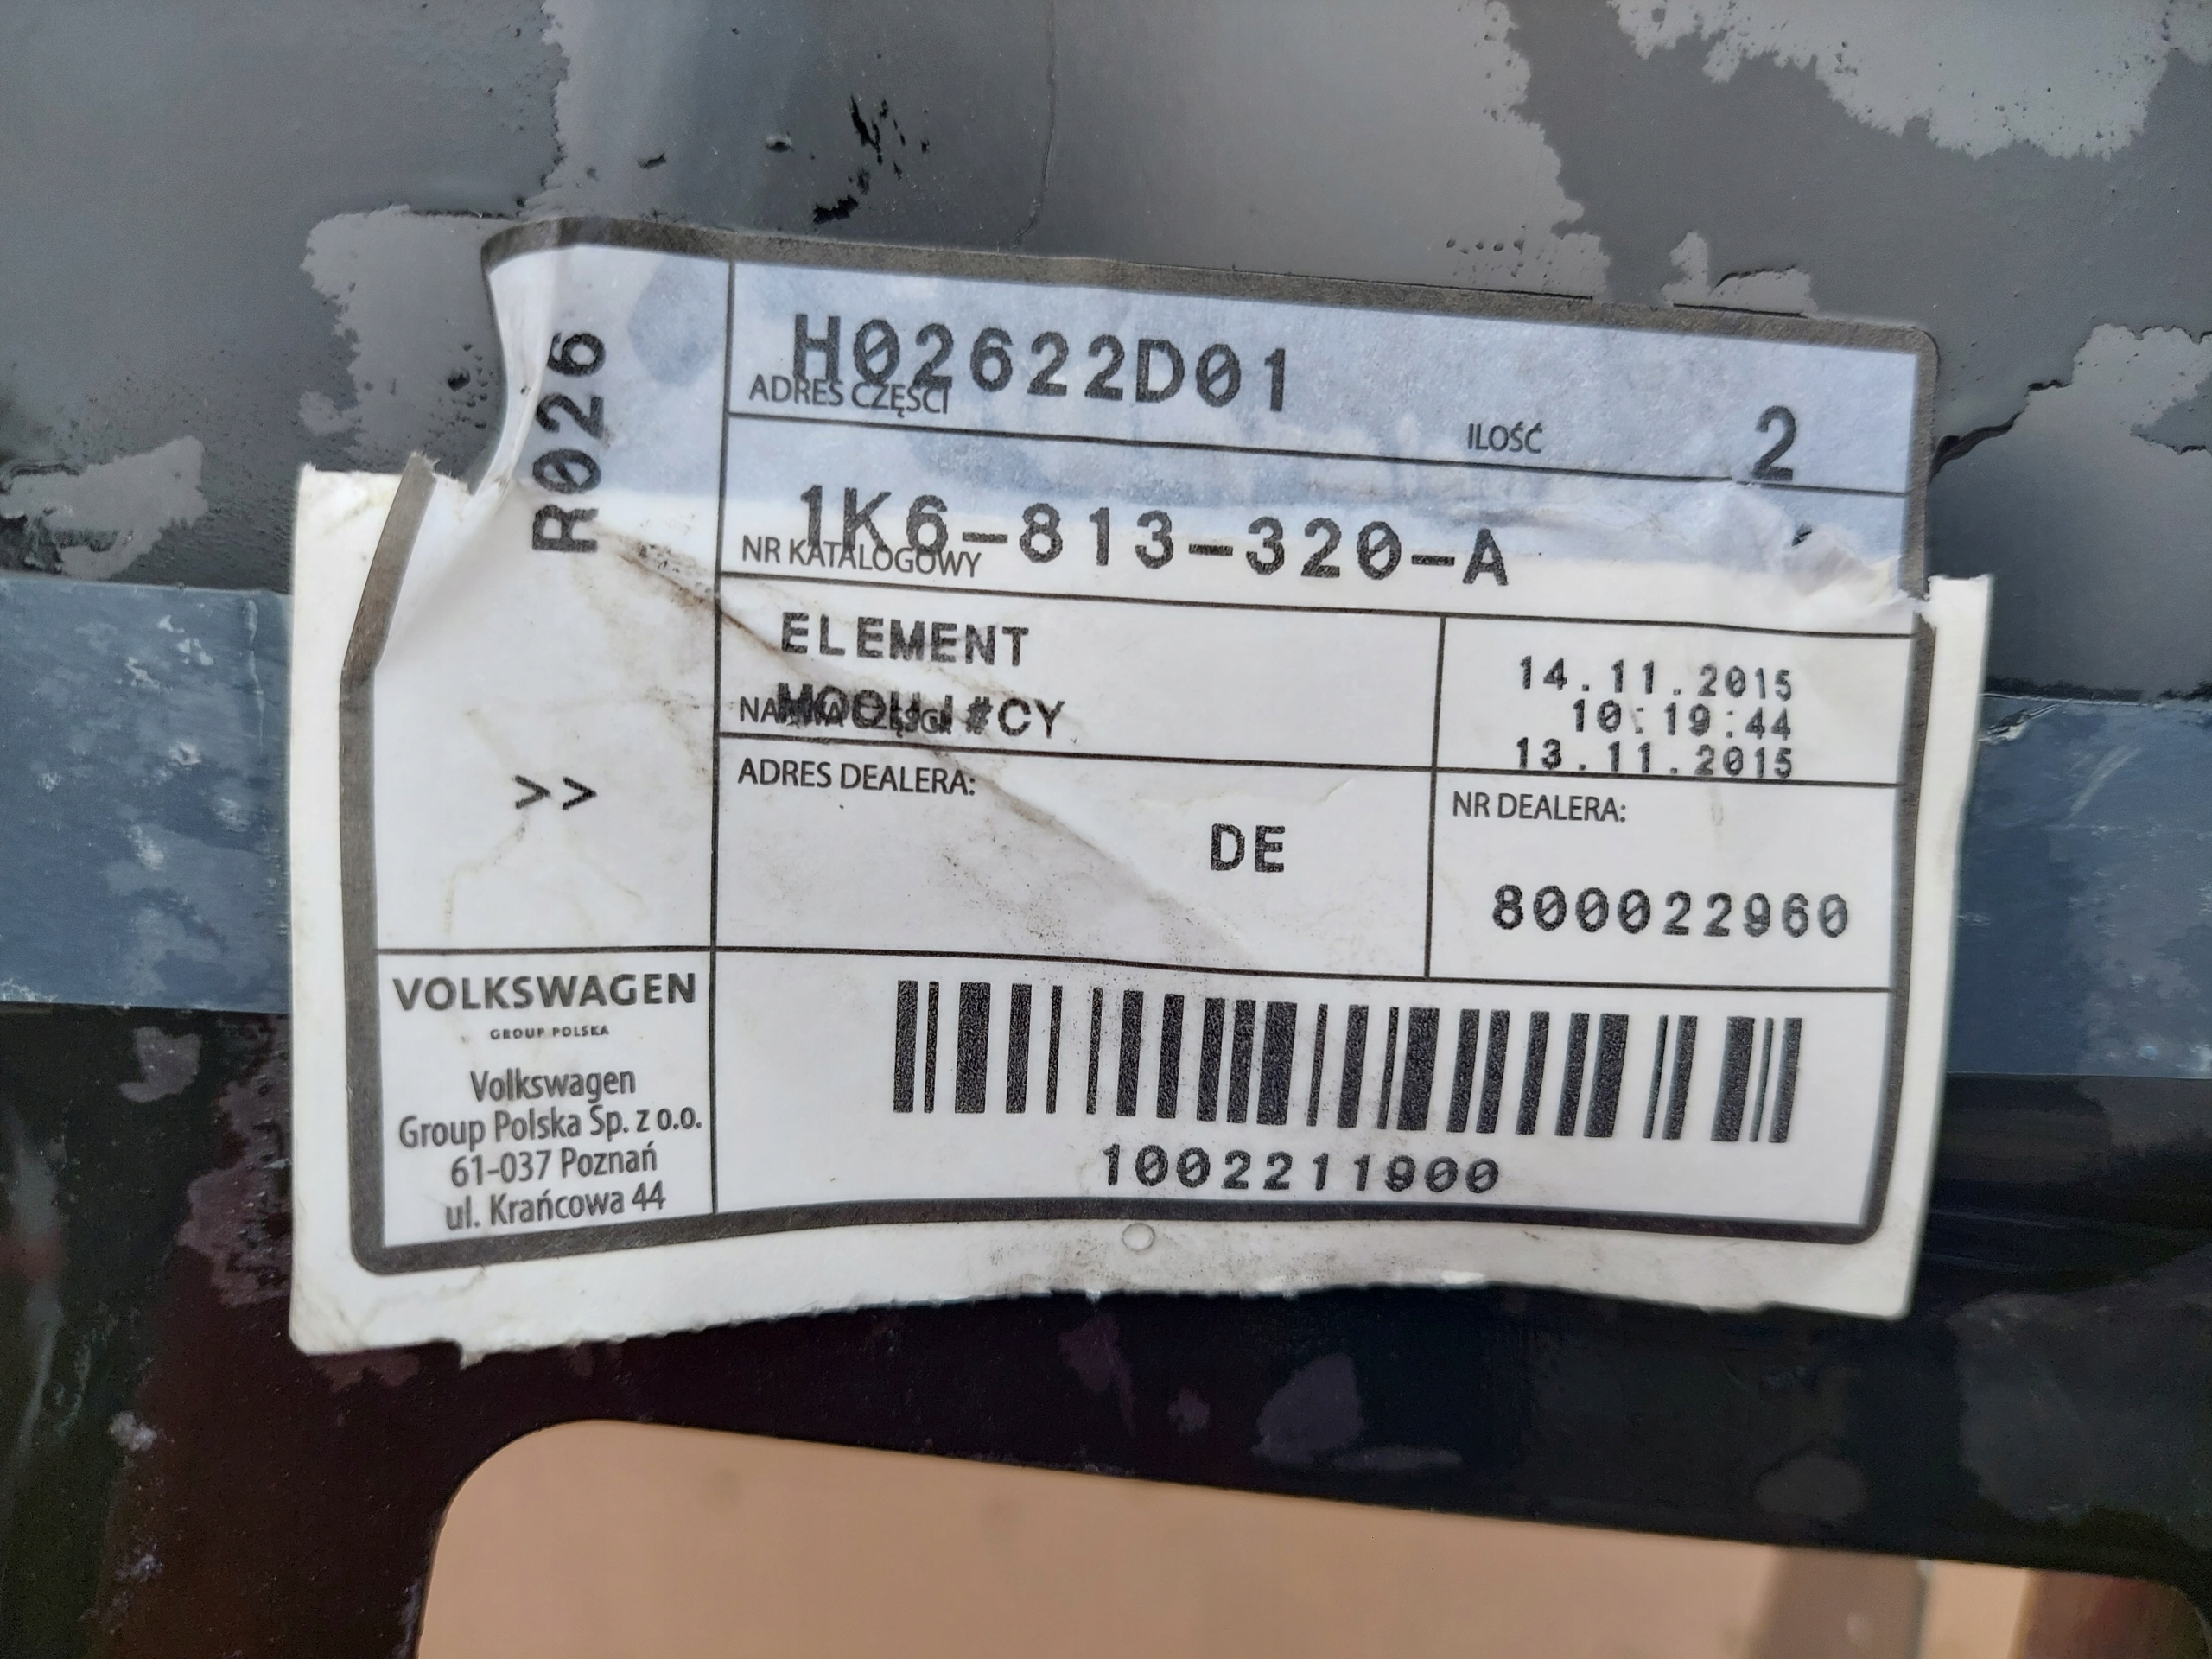 R026
H02622D01
ADRES CZĘŚCI
ILOŚĆ
2
1K6-813-320-A
NR KATALOGOWY
ELEMENT
#CY
14.11.2015
10:19:44
13.11.2015
>>
ADRES DEALERA:
DE
NR DEALERA:
800022960
VOLKSWAGEN
GROUP POLSKA
Volkswagen
Group Polska Sp. z o.o.
61-037 Poznań
ul. Krańcowa 44
1002211900